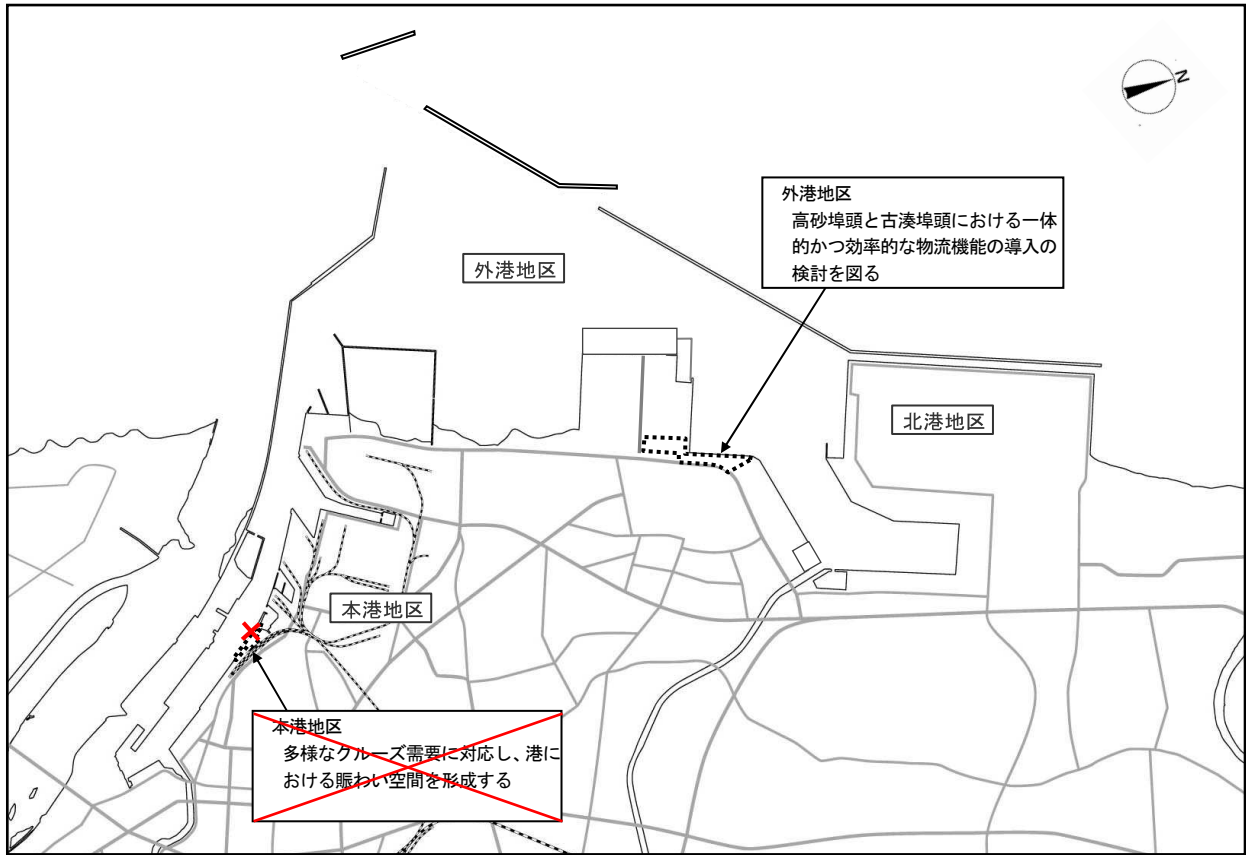 N
外港地区
高砂埠頭と古湊埠頭における一体
的かつ効率的な物流機能の導入の
検討を図る
外港地区
北港地区
本港地区
本港地区
多様なクルーズ需要に対応し、港に
おける賑わい空間を形成する